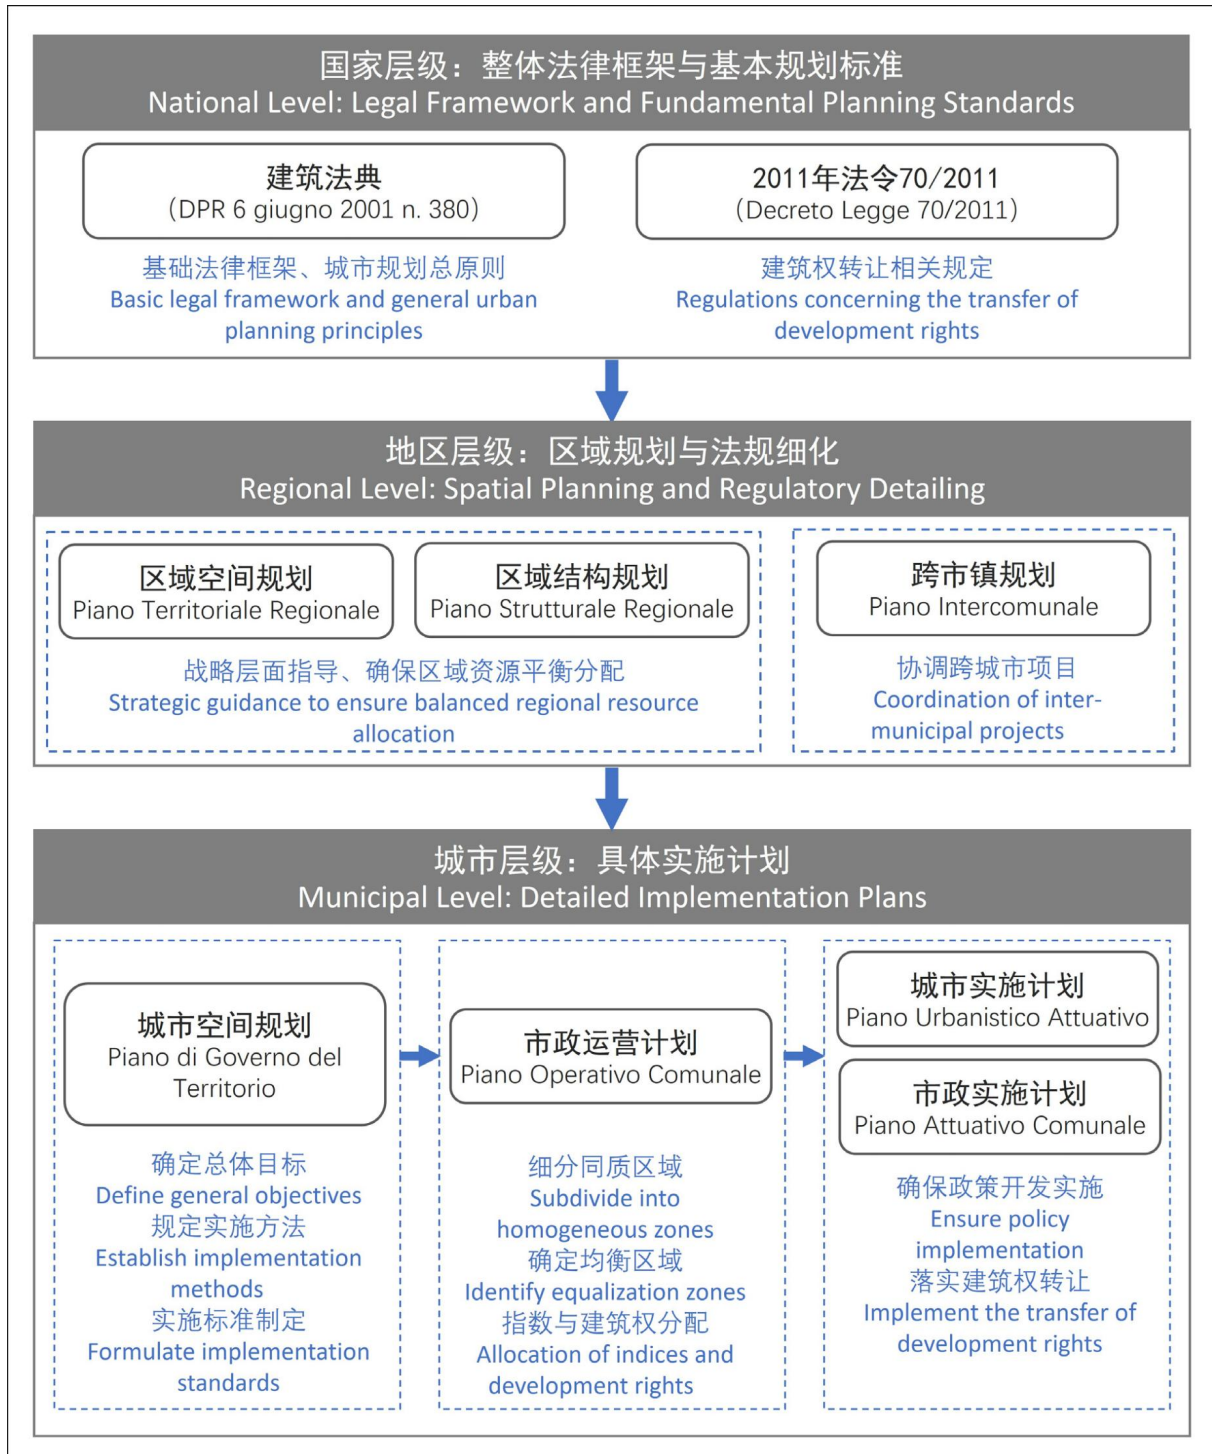 国家层级：整体法律框架与基本规划标准
National Level: Legal Framework and Fundamental Planning Standards
建筑法典
(DPR 6 giugno 2001 n. 380)
基础法律框架、城市规划总原则
Basic legal framework and general urban
planning principles
2011年法令70/2011
(Decreto Legge 70/2011)
建筑权转让相关规定
Regulations concerning the transfer of
development rights
地区层级：区域规划与法规细化
Regional Level: Spatial Planning and Regulatory Detailing
区域空间规划
Piano Territoriale Regionale
区域结构规划
Piano Strutturale Regionale
战略层面指导、确保区域资源平衡分配
Strategic guidance to ensure balanced regional resource
allocation
跨市镇规划
Piano Intercomunale
协调跨城市项目
Coordination of inter-
municipal projects
城市层级：具体实施计划
Municipal Level: Detailed Implementation Plans
城市空间规划
Piano di Governo del
Territorio
确定总体目标
Define general objectives
规定实施方法
Establish implementation
methods
实施标准制定
Formulate implementation
standards
市政运营计划
Piano Operativo Comunale
细分同质区域
Subdivide into
homogeneous zones
确定均衡区域
Identify equalization zones
指数与建筑权分配
Allocation of indices and
development rights
城市实施计划
Piano Urbanistico Attuativo
市政实施计划
Piano Attuativo Comunale
确保政策开发实施
Ensure policy
implementation
落实建筑权转让
Implement the transfer of
development rights